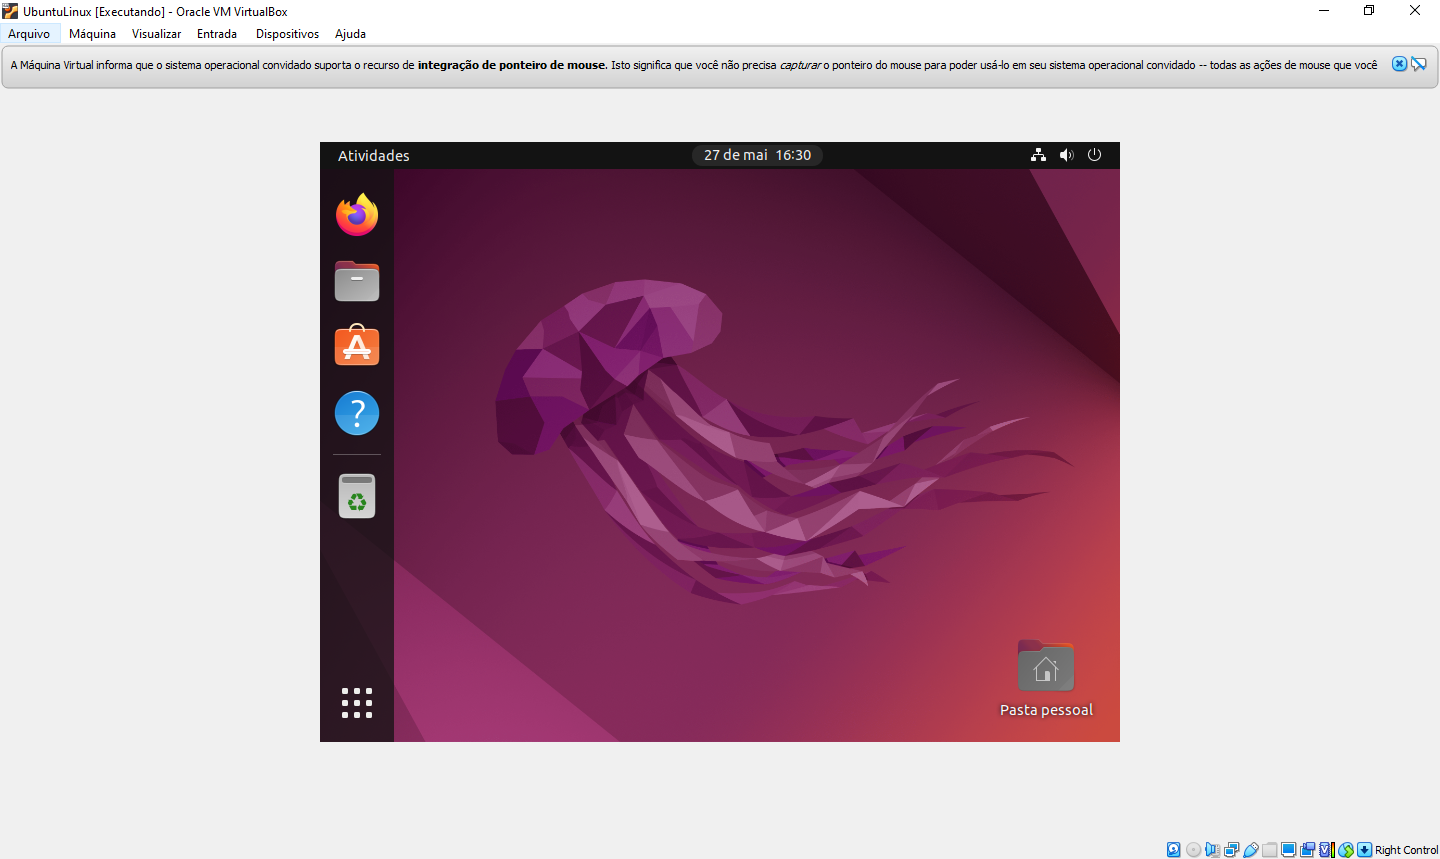 UbuntuLinux [Executando] - Oracle VM VirtualBox
Arquivo Máquina Visualizar Entrada Dispositivos Ajuda
A Máquina Virtual informa que o sistema operacional convidado suporta o recurso de integração de ponteiro de mouse. Isto significa que você não precisa capturar o ponteiro do mouse para poder usá-lo em seu sistema operacional convidado -- todas as ações de mouse que você
Atividades 27 de mai 16:30
Pasta pessoal
Right Control